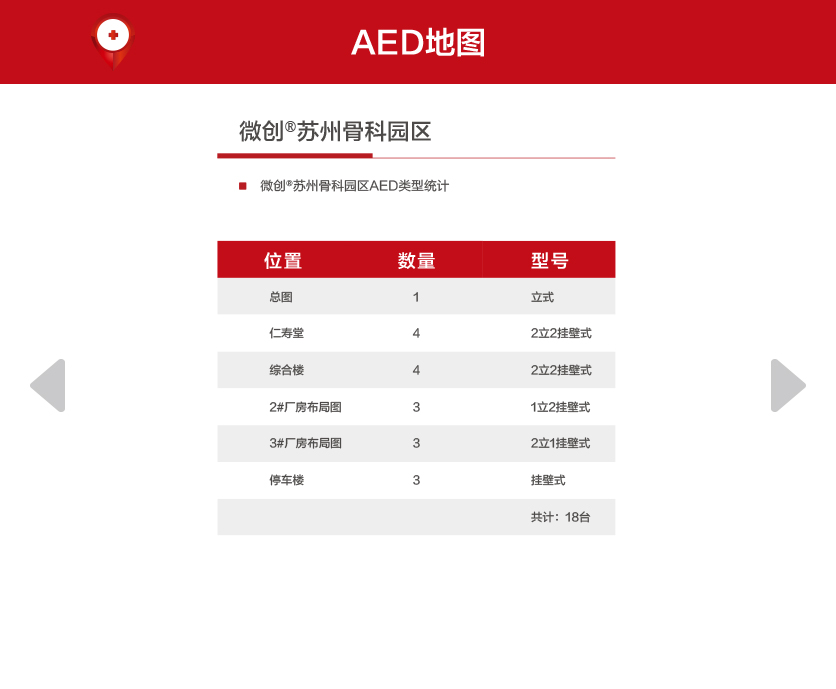 AED地图
微创®苏州骨科园区
微创®苏州骨科园区AED类型统计
位置 数量 型号
总图 1 立式
仁寿堂 4 2立2挂壁式
综合楼 4 2立2挂壁式
2#厂房布局图 3 1立2挂壁式
3#厂房布局图 3 2立1挂壁式
停车楼 3 挂壁式
共计：18台